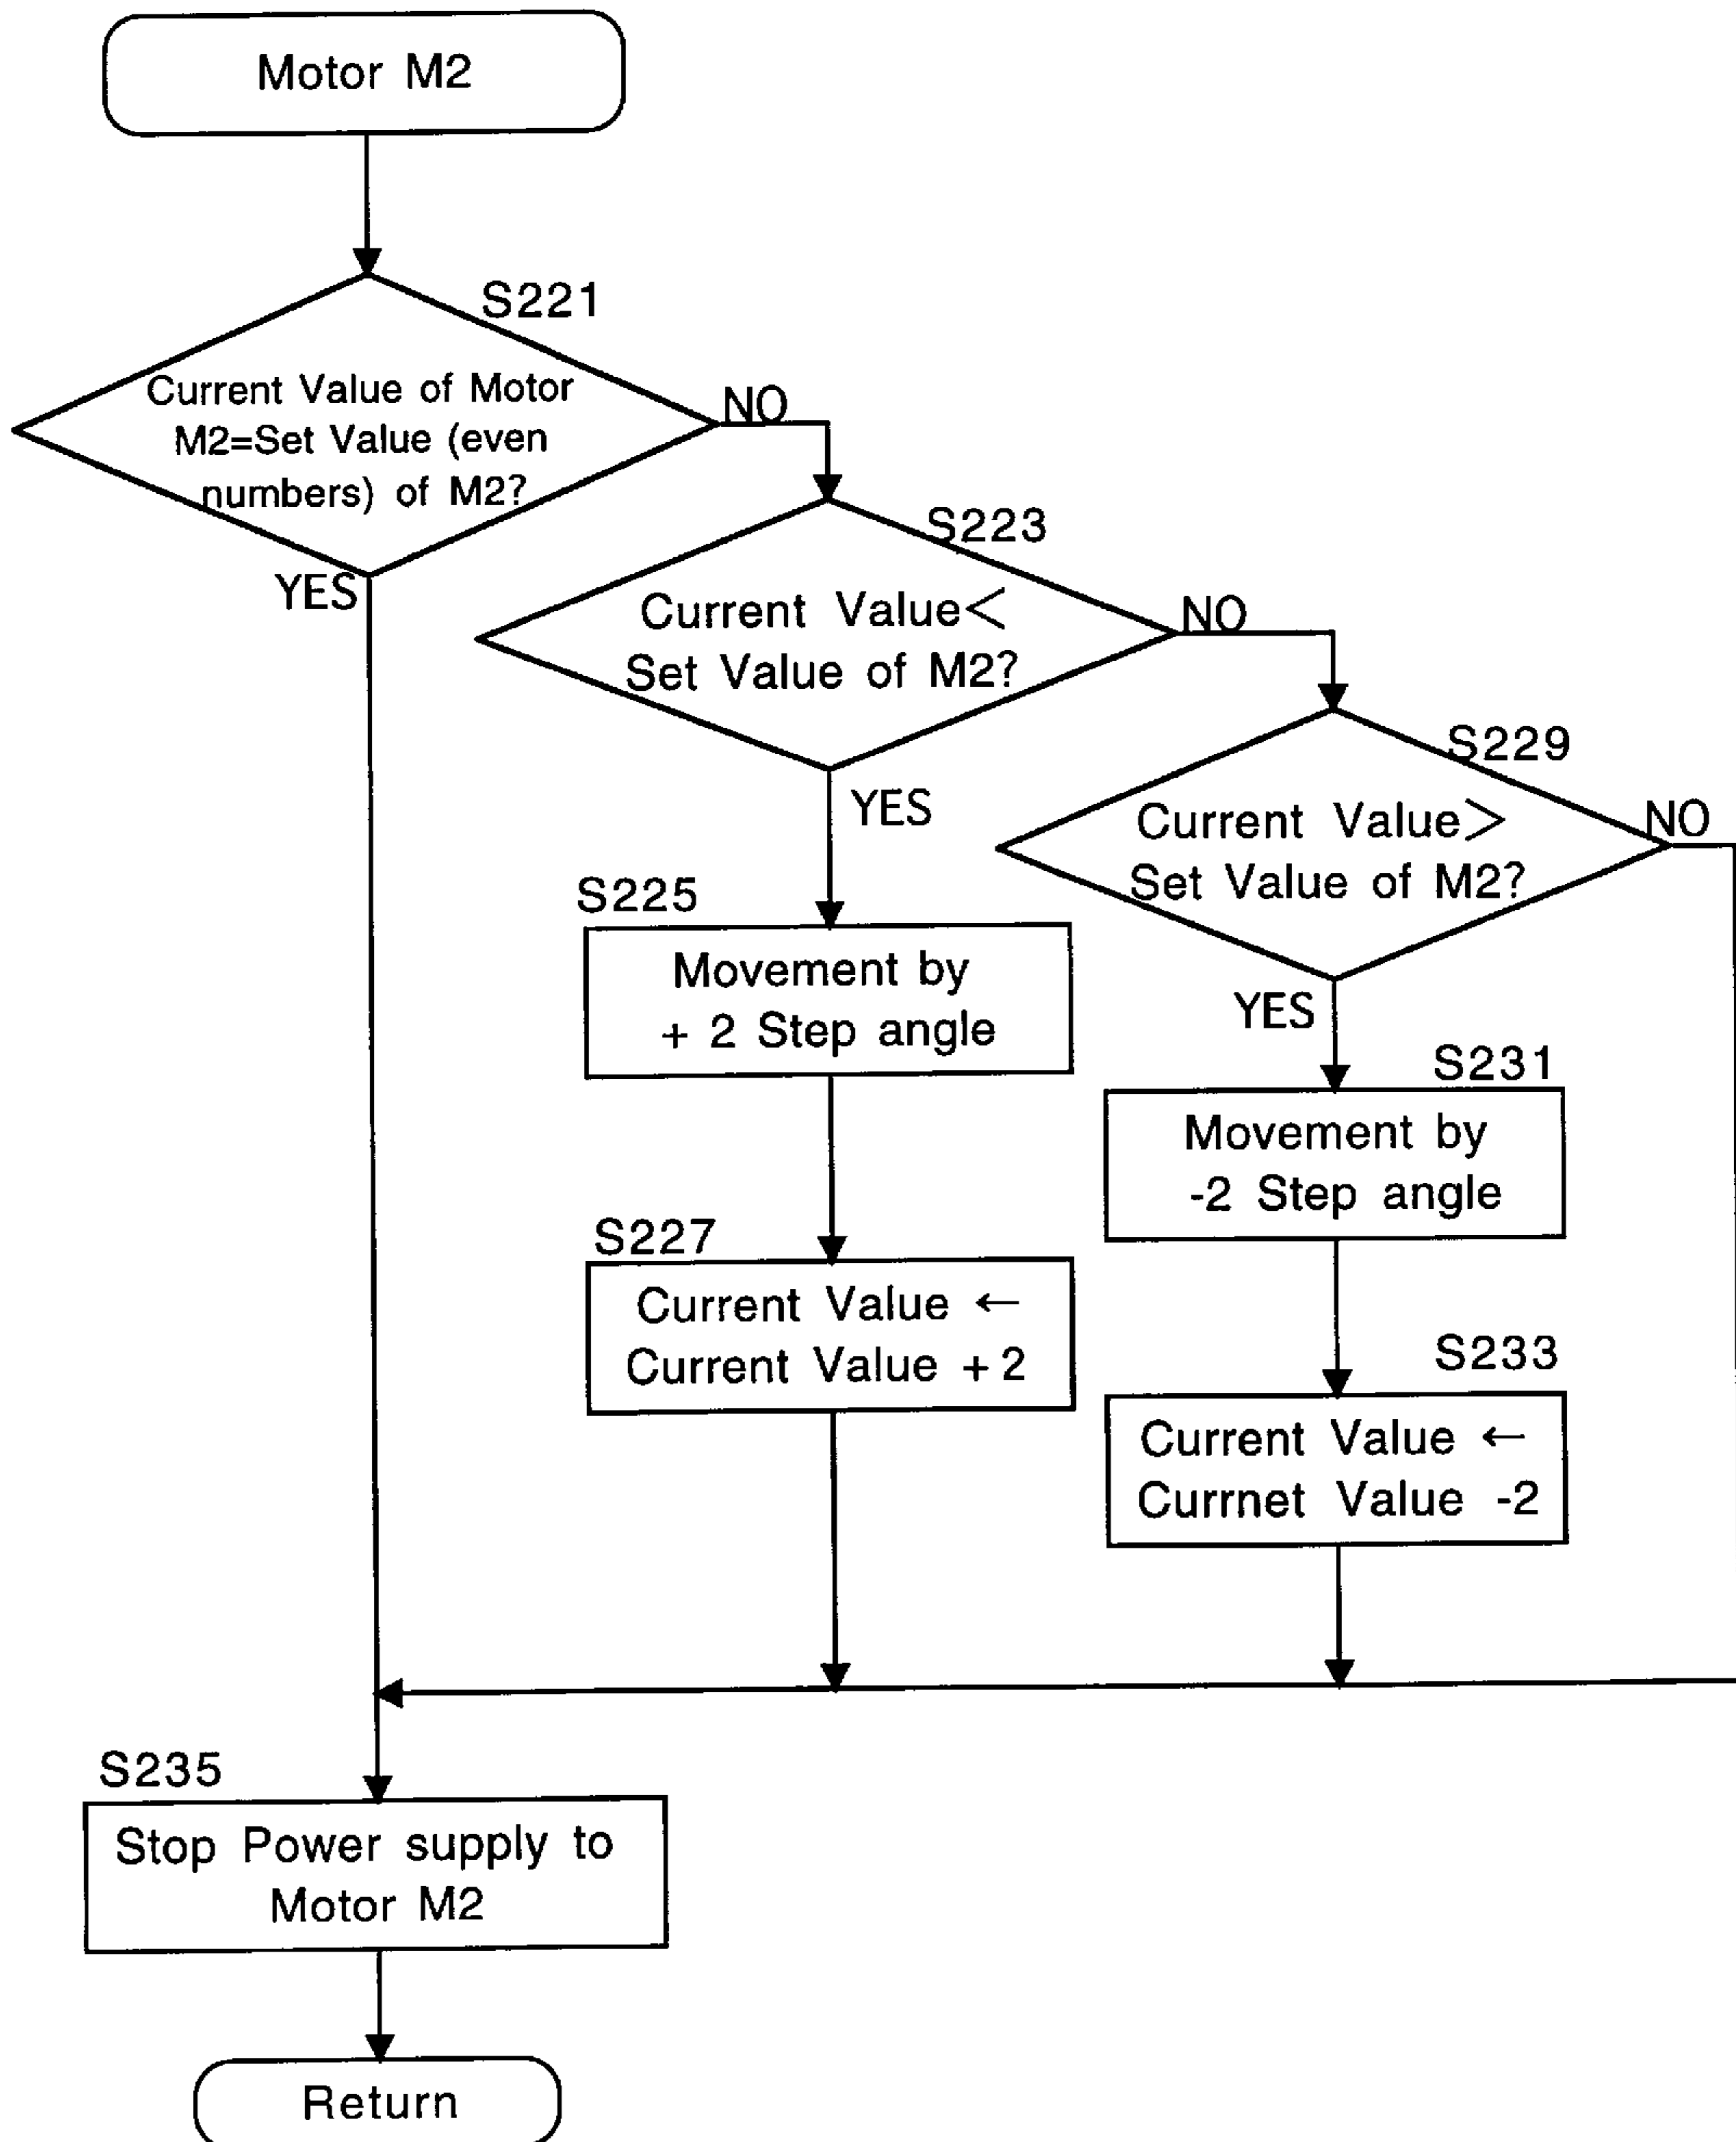 Motor M2
S221
Current Value of Motor
M2=Set Value (even
numbers) of M2?
NO
YES
S223
Current Value<
Set Value of M2?
NO
YES
S229
Current Value>
Set Value of M2?
NO
YES
S225
Movement by
+ 2 Step angle
S231
Movement by
-2 Step angle
S227
Current Value ←
Current Value +2
S233
Current Value ←
Currnet Value -2
S235
Stop Power supply to
Motor M2
Return